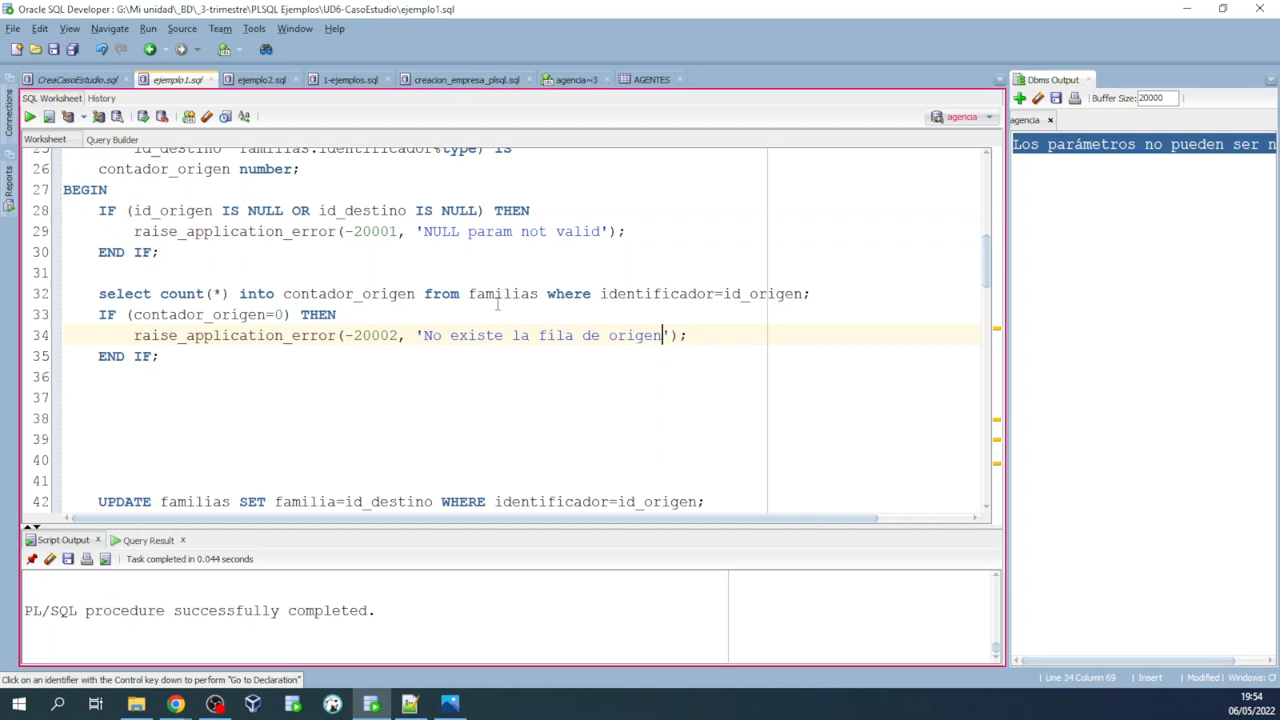 Oracle SQL Developer : G:\Mi unidad\_BD\_3-trimestre\PLSQL Ejemplos\UD6-CasoEstudio\ejemplo1.sql
File Edit View Navigate Run Source Team Tools Window Help
CreaCasoEstudio.sql ejemplo1.sql ejemplo2.sql 1-ejemplos.sql creacion_empresa_plsql.sql agencia~3 AGENTES
Dbms Output
SQL Worksheet History
Buffer Size: 20000
agencia
agencia
Connections
Reports
Worksheet Query Builder
Los parámetros no pueden ser n
25 id_destino familias.identificador%type) is
26 contador_origen number;
27 BEGIN
28 IF (id_origen IS NULL OR id_destino IS NULL) THEN
29 raise_application_error(-20001, 'NULL param not valid');
30 END IF;
31
32 select count(*) into contador_origen from familias where identificador=id_origen;
33 IF (contador_origen=0) THEN
34 raise_application_error(-20002, 'No existe la fila de origen');
35 END IF;
36
37
38
39
40
41
42 UPDATE familias SET familia=id_destino WHERE identificador=id_origen;
Script Output Query Result
Task completed in 0.044 seconds
PL/SQL procedure successfully completed.
Click on an identifier with the Control key down to perform "Go to Declaration"
Line 34 Column 69 Insert Modified Windows: C
19:54
06/05/2022